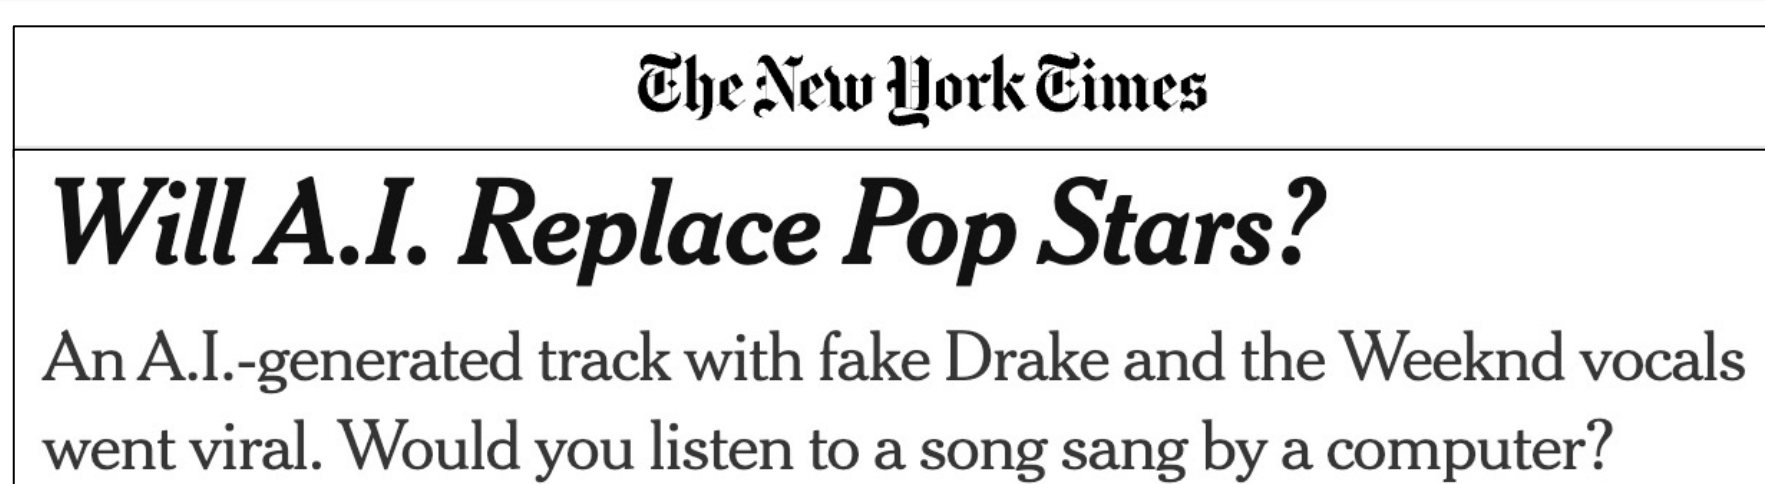 The New York Times
Will A.I. Replace Pop Stars?
An A.I.-generated track with fake Drake and the Weeknd vocals
went viral. Would you listen to a song sang by a computer?